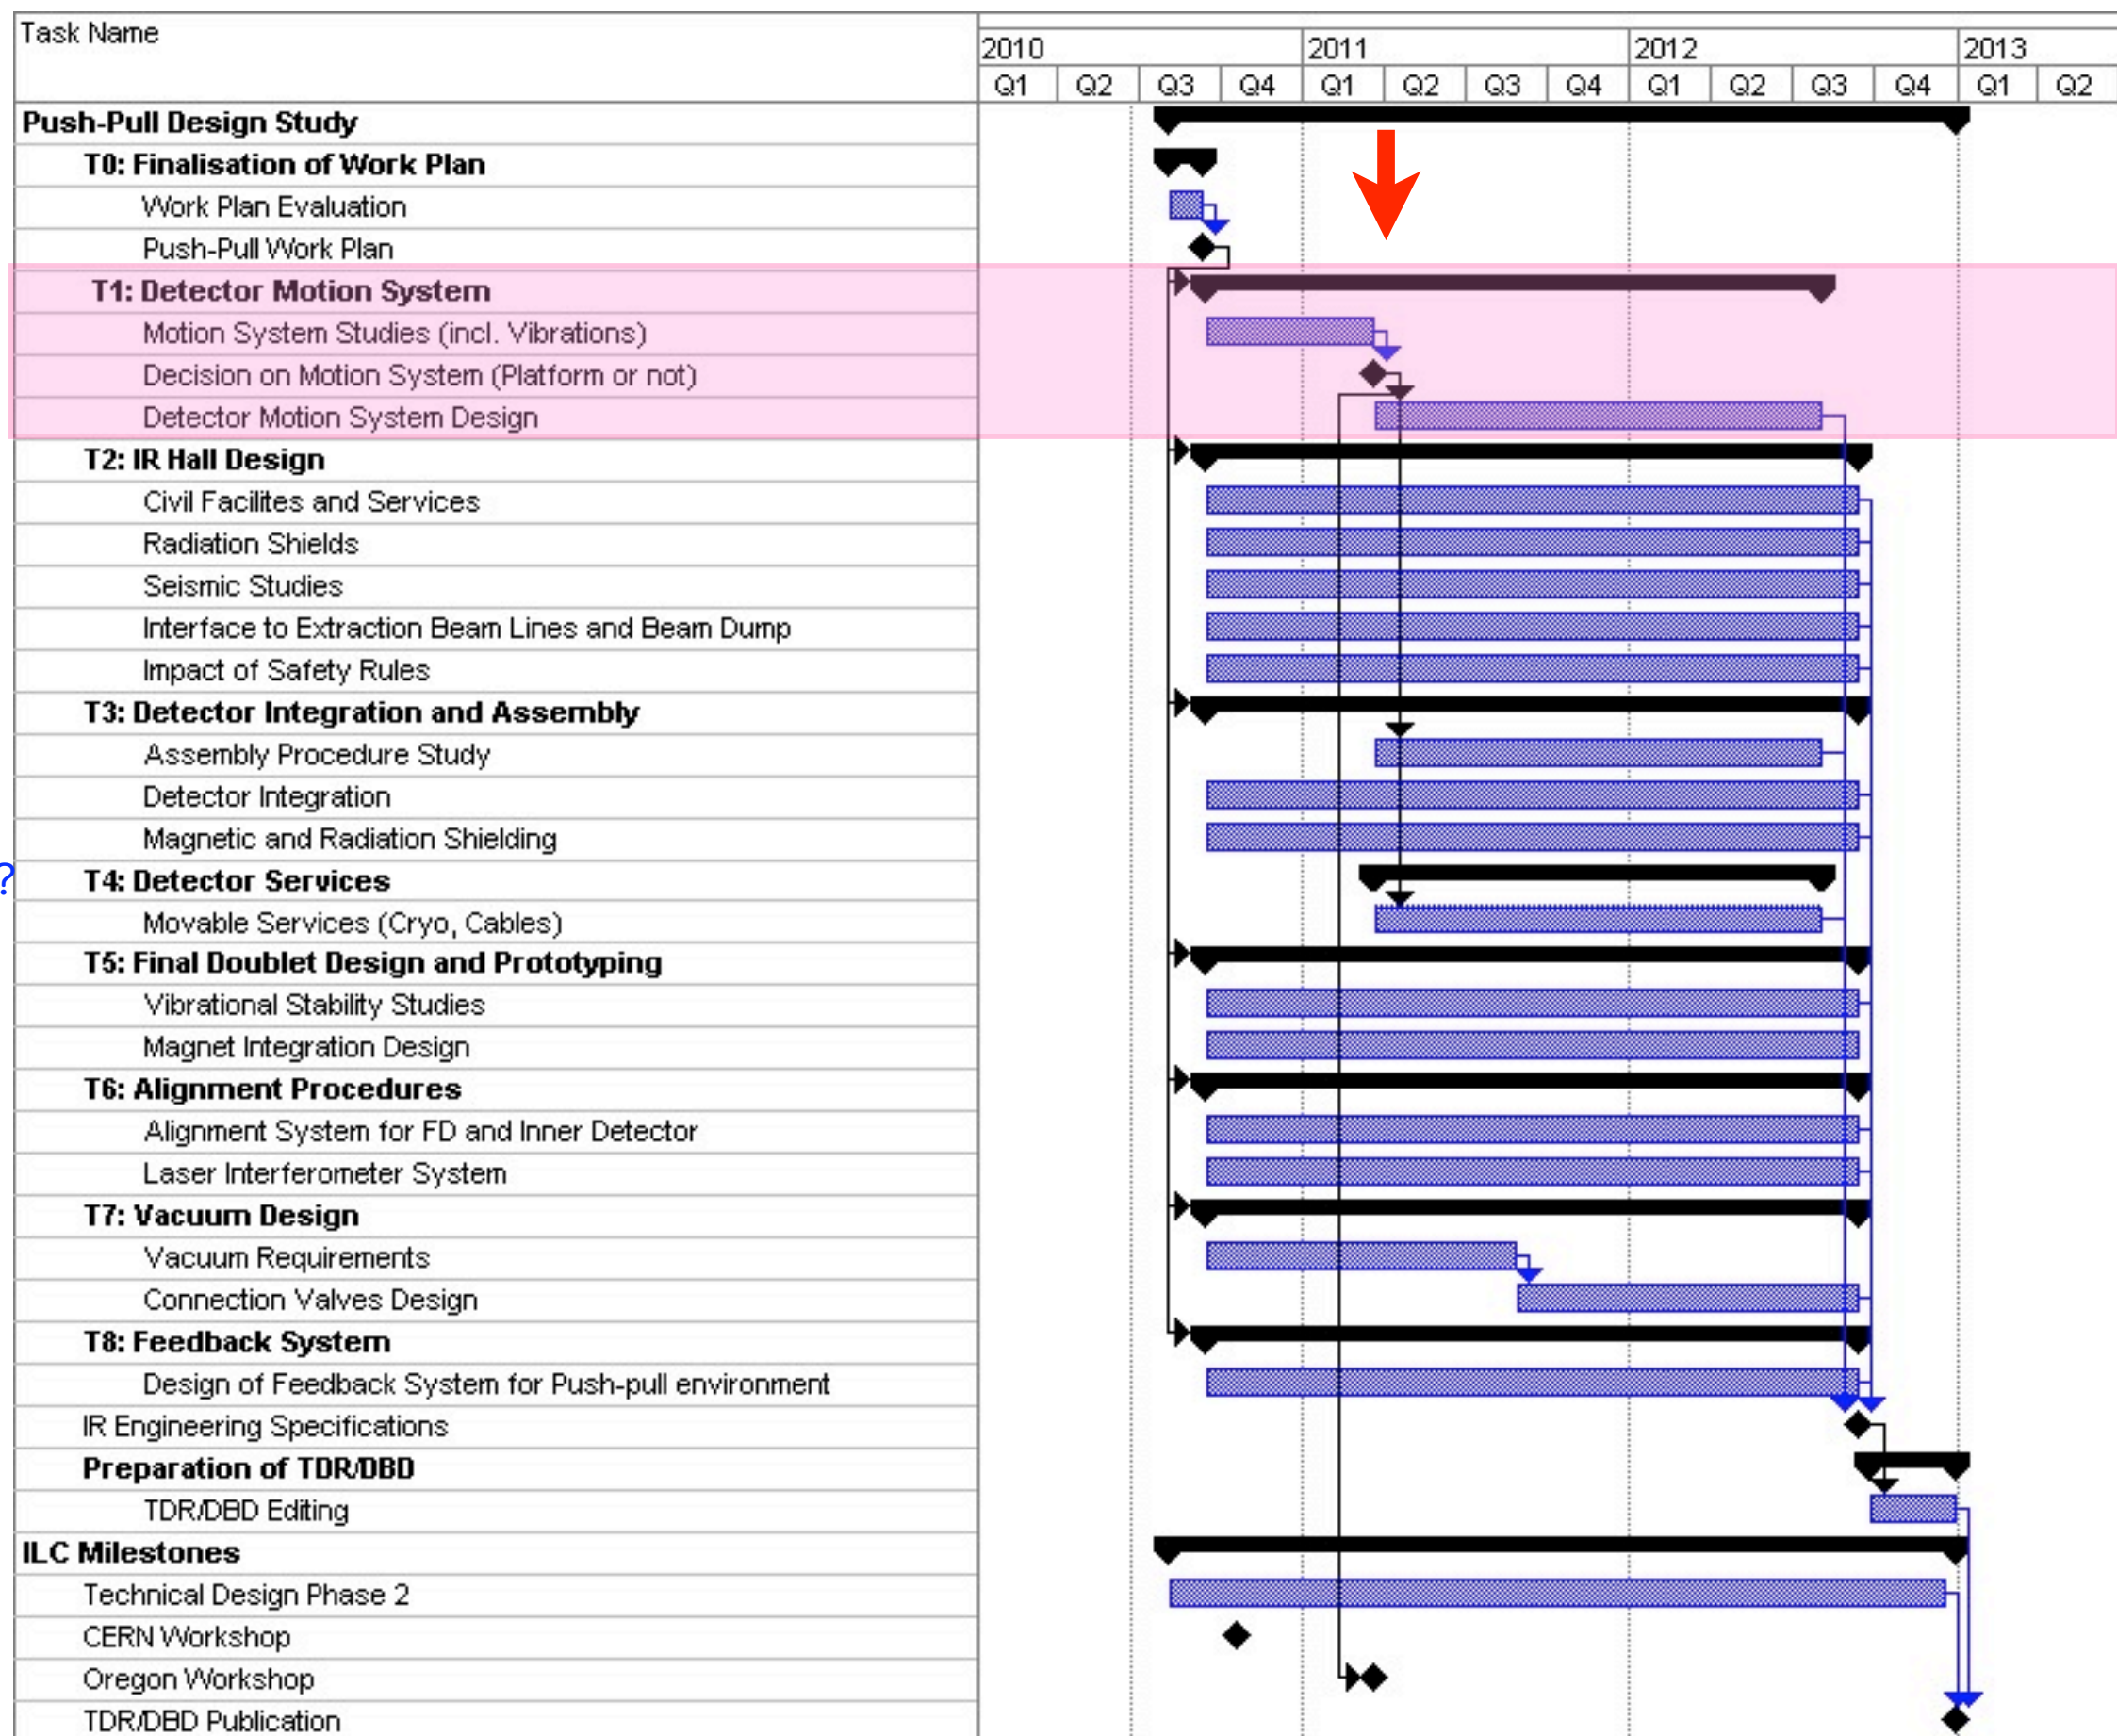 Task Name
2010 2011 2012 2013
Q1 Q2 Q3 Q4 Q1 Q2 Q3 Q4 Q1 Q2 Q3 Q4 Q1 Q2
Push-Pull Design Study
T0: Finalisation of Work Plan
Work Plan Evaluation
Push-Pull Work Plan
T1: Detector Motion System
Motion System Studies (incl. Vibrations)
Decision on Motion System (Platform or not)
Detector Motion System Design
T2: IR Hall Design
Civil Facilites and Services
Radiation Shields
Seismic Studies
Interface to Extraction Beam Lines and Beam Dump
Impact of Safety Rules
T3: Detector Integration and Assembly
Assembly Procedure Study
Detector Integration
Magnetic and Radiation Shielding
?
T4: Detector Services
Movable Services (Cryo, Cables)
T5: Final Doublet Design and Prototyping
Vibrational Stability Studies
Magnet Integration Design
T6: Alignment Procedures
Alignment System for FD and Inner Detector
Laser Interferometer System
T7: Vacuum Design
Vacuum Requirements
Connection Valves Design
T8: Feedback System
Design of Feedback System for Push-pull environment
IR Engineering Specifications
Preparation of TDR/DBD
TDR/DBD Editing
ILC Milestones
Technical Design Phase 2
CERN Workshop
Oregon Workshop
TDR/DBD Publication